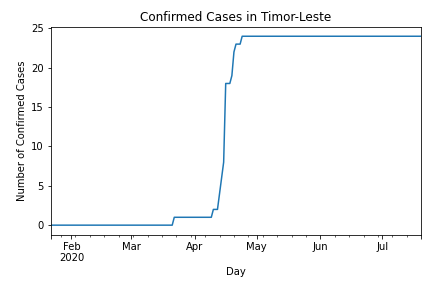 Confirmed Cases in Timor-Leste
25
20
15
10
5
0
Number of Confirmed Cases
Feb Mar Apr May Jun Jul
2020
Day